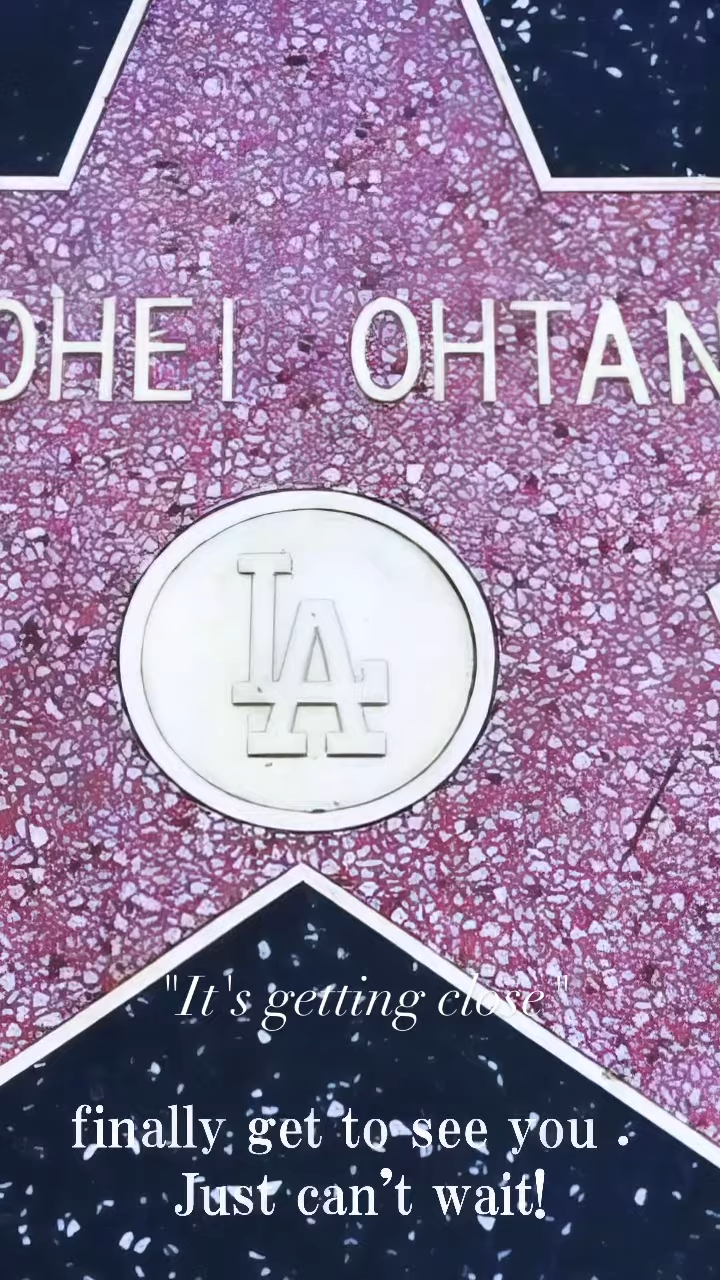 OHEI OHTAN
LA
"It's getting close"
finally get to see you .
Just can't wait!